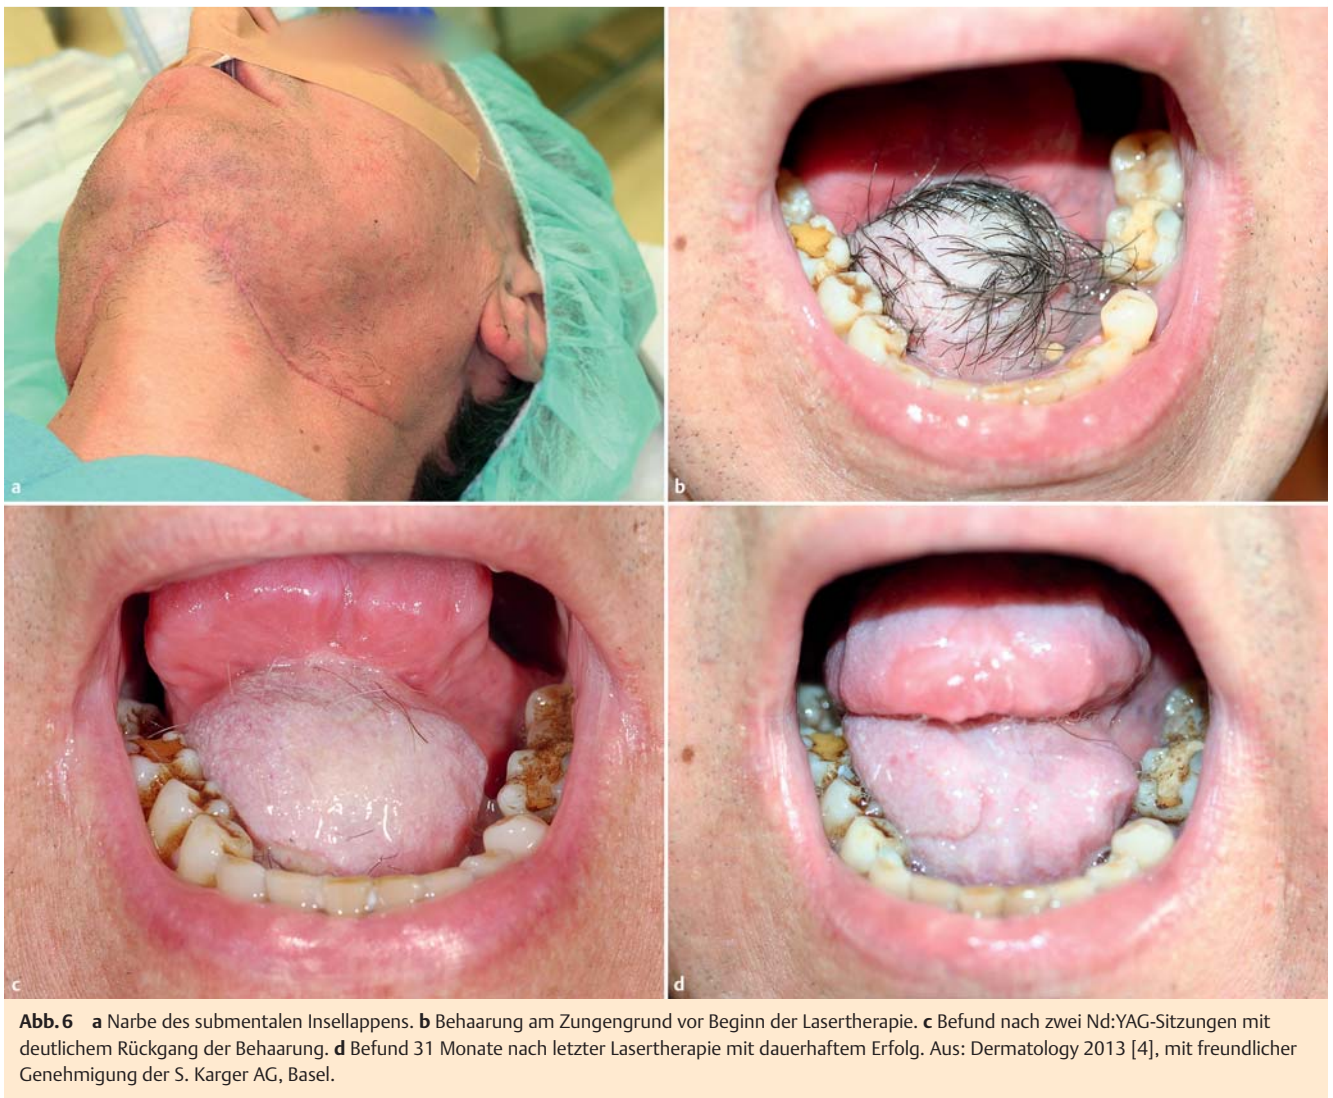 a
b
c
d
Abb. 6 a Narbe des submentalen Insellappens. b Behaarung am Zungengrund vor Beginn der Lasertherapie. c Befund nach zwei Nd:YAG-Sitzungen mit
deutlichem Rückgang der Behaarung. d Befund 31 Monate nach letzter Lasertherapie mit dauerhaftem Erfolg. Aus: Dermatology 2013 [4], mit freundlicher
Genehmigung der S. Karger AG, Basel.